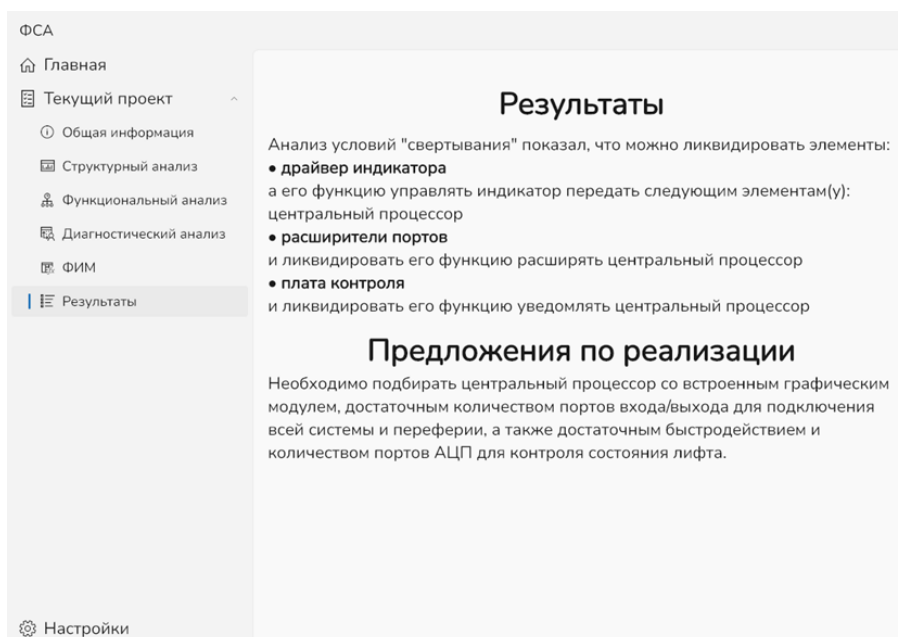 ФСА
Главная
Текущий проект
Общая информация
Структурный анализ
Функциональный анализ
Диагностический анализ
ФИМ
Результаты
Настройки
Результаты
Анализ условий "свертывания" показал, что можно ликвидировать элементы:
• драйвер индикатора
а его функцию управлять индикатор передать следующим элементам(у):
центральный процессор
• расширители портов
и ликвидировать его функцию расширять центральный процессор
• плата контроля
и ликвидировать его функцию уведомлять центральный процессор
Предложения по реализации
Необходимо подбирать центральный процессор со встроенным графическим
модулем, достаточным количеством портов входа/выхода для подключения
всей системы и переферии, а также достаточным быстродействием и
количеством портов АЦП для контроля состояния лифта.